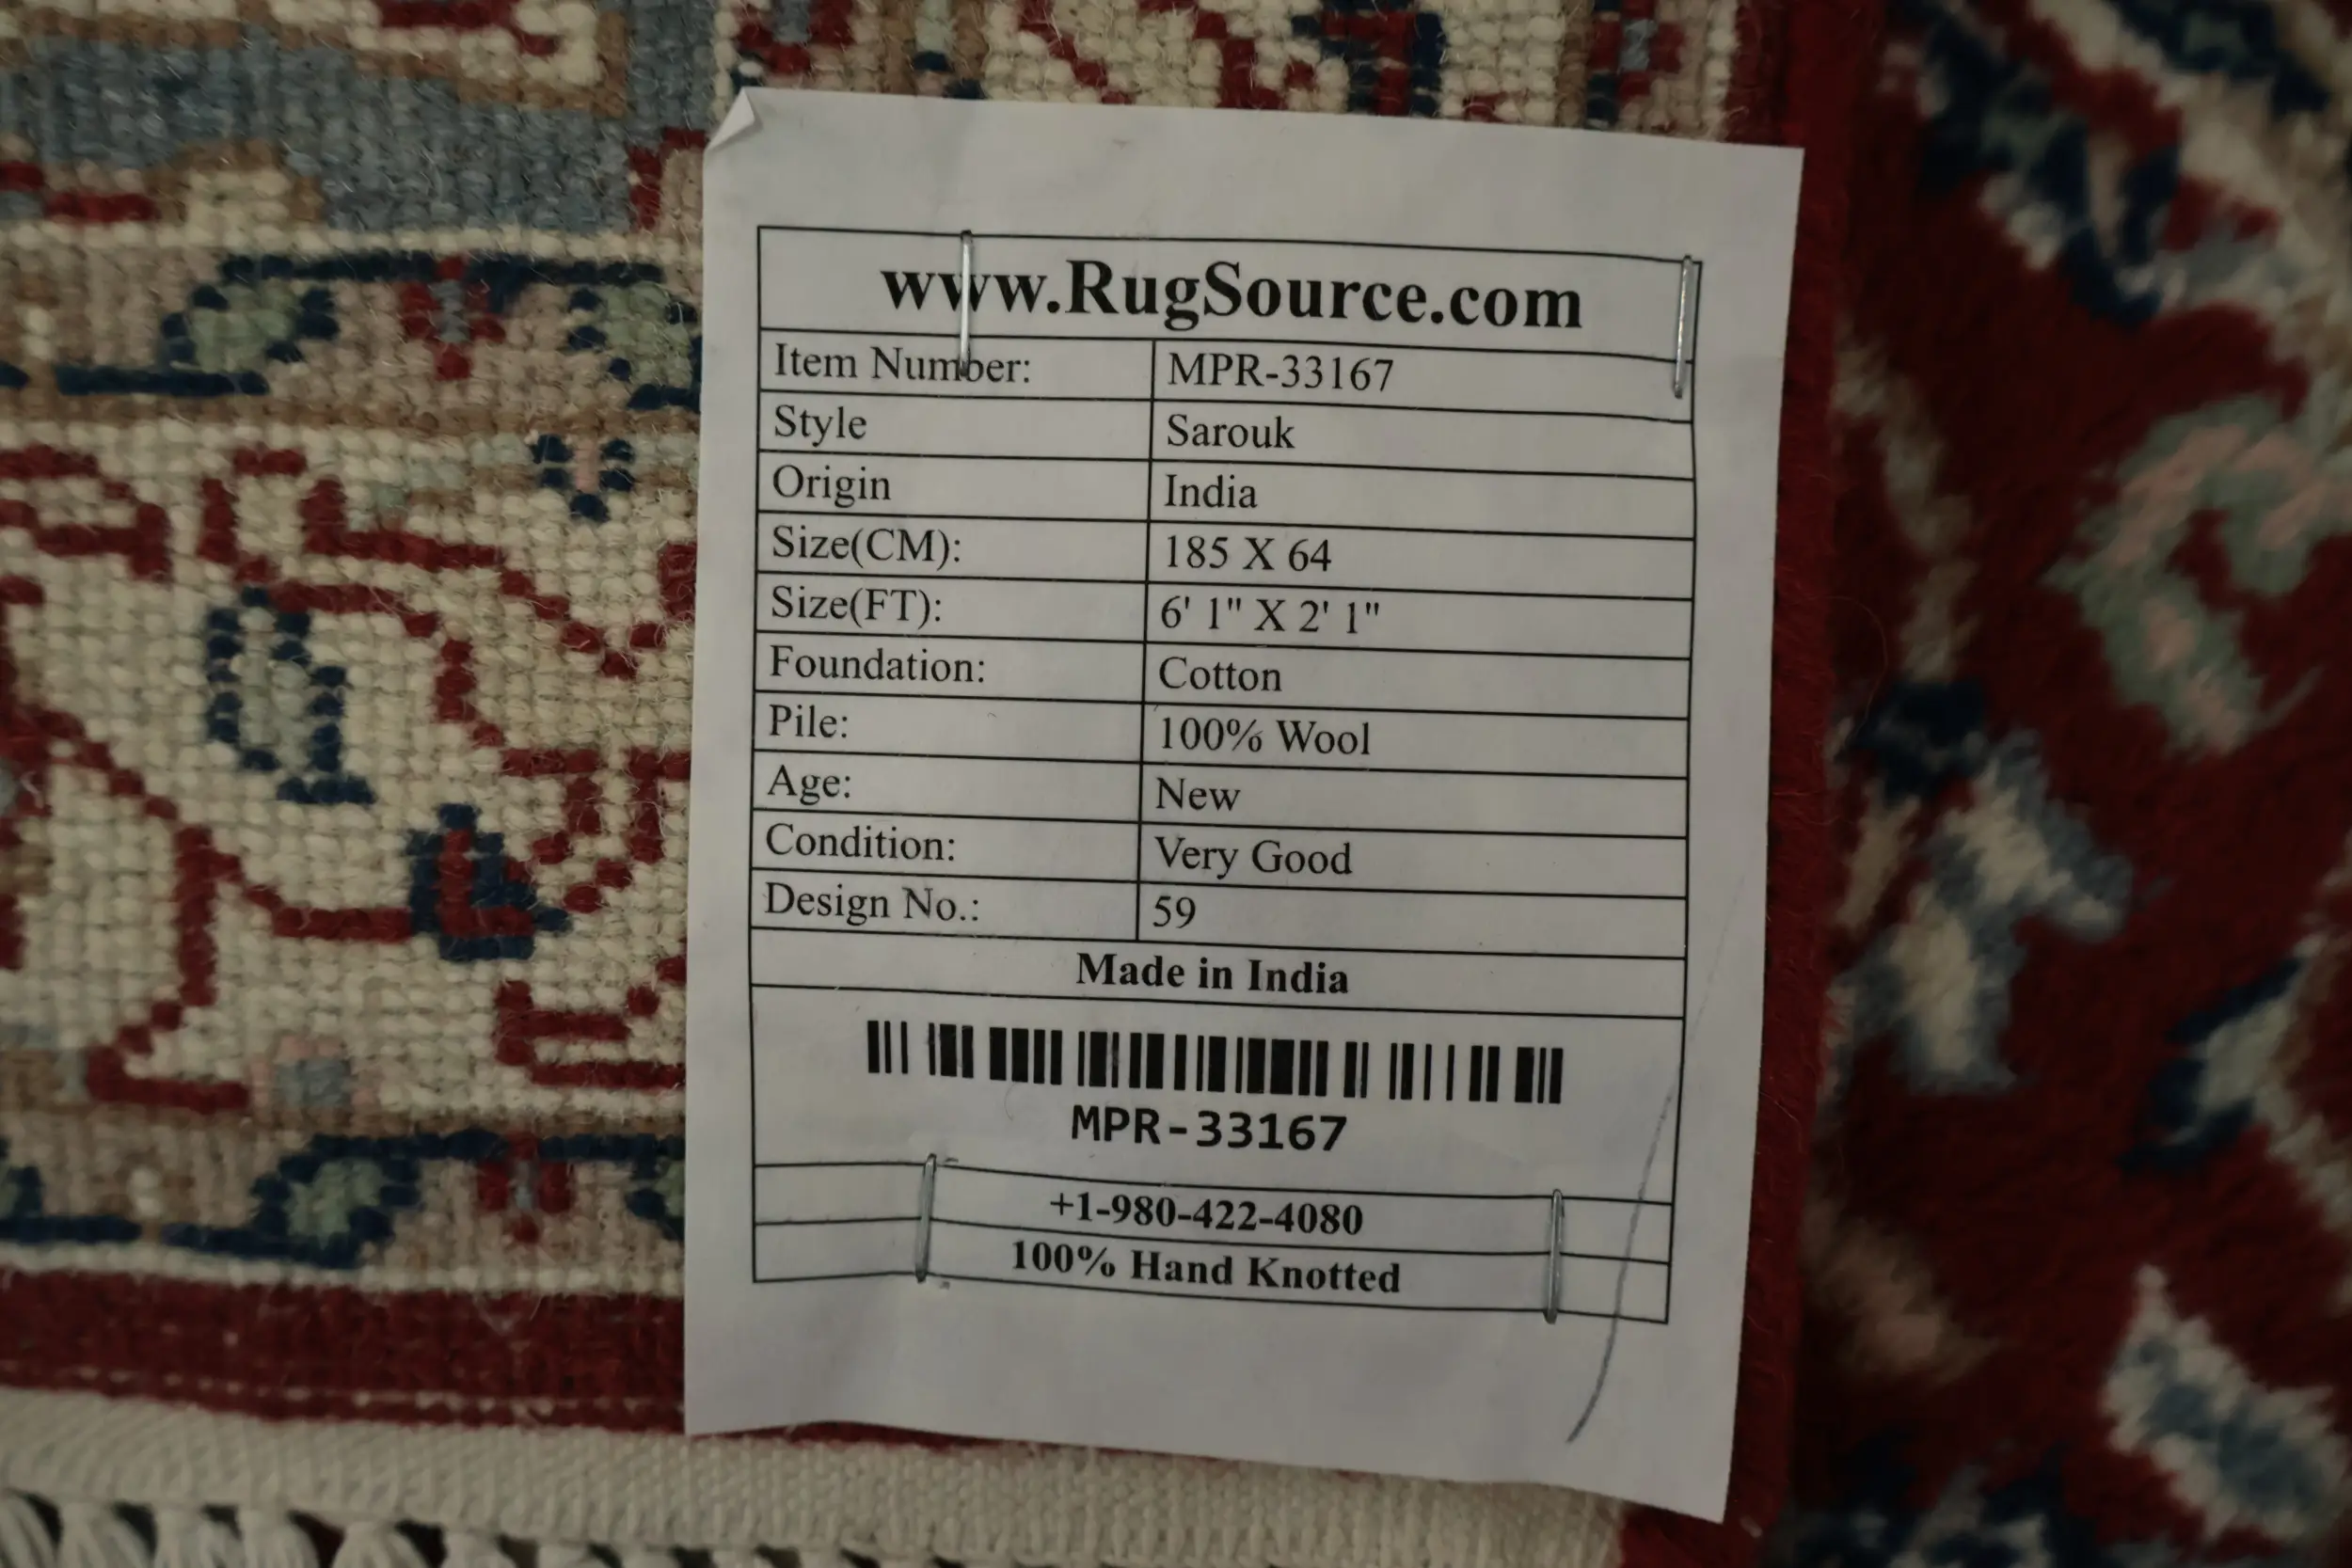 www.RugSource.com
Item Number: MPR-33167
Style Sarouk
Origin India
Size(CM): 185 X 64
Size(FT): 6' 1" X 2' 1"
Foundation: Cotton
Pile: 100% Wool
Age: New
Condition: Very Good
Design No.: 59
Made in India
MPR-33167
+1-980-422-4080
100% Hand Knotted